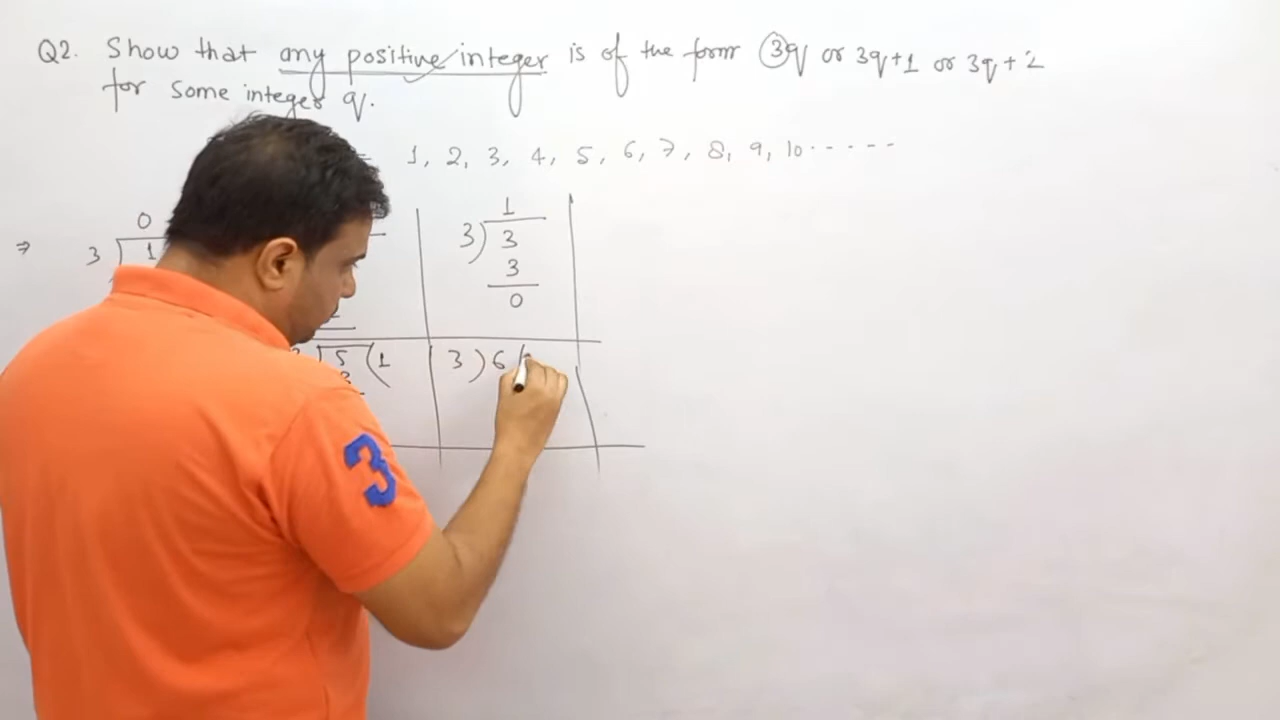 Q2. Show that any positive integer is of the form 3q or 3q+1 or 3q+2
for some integer q.
1, 2, 3, 4, 5, 6, 7, 8, 9, 10 ......
⇒ 3 ) 1
0
3 ) 3
1
3
0
5 ( 1
3 ) 6 (
3